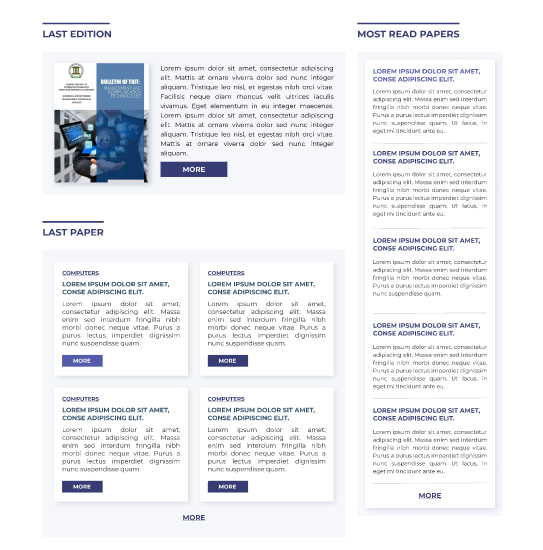 LAST EDITION
BULLETIN OF TUIT:
MANAGEMENT AND
COMMUNICATION
TECHNOLOGIES
Lorem ipsum dolor sit amet, consectetur adipiscing
elit. Mattis at ornare viverra sed nunc integer
aliquam. Tristique leo nisl, et egestas nibh orci vitae.
Facilisis neque diam rhoncus velit ultrices iaculis
vivamus. Eget elementum in eu integer maecenas.
Lorem ipsum dolor sit amet, consectetur adipiscing
elit. Mattis at ornare viverra sed nunc integer
aliquam. Tristique leo nisl, et egestas nibh orci vitae.
Mattis at ornare viverra sed nunc integer
aliquam.
MORE
LAST PAPER
COMPUTERS
LOREM IPSUM DOLOR SIT AMET,
CONSE ADIPISCING ELIT.
Lorem ipsum dolor sit amet,
consectetur adipiscing elit. Massa
enim sed interdum fringilla nibh
morbi donec neque vitae. Purus a
purus lectus imperdiet dignissim
nunc suspendisse quam.
MORE
COMPUTERS
LOREM IPSUM DOLOR SIT AMET,
CONSE ADIPISCING ELIT.
Lorem ipsum dolor sit amet,
consectetur adipiscing elit. Massa
enim sed interdum fringilla nibh
morbi donec neque vitae. Purus a
purus lectus imperdiet dignissim
nunc suspendisse quam.
MORE
COMPUTERS
LOREM IPSUM DOLOR SIT AMET,
CONSE ADIPISCING ELIT.
Lorem ipsum dolor sit amet,
consectetur adipiscing elit. Massa
enim sed interdum fringilla nibh
morbi donec neque vitae. Purus a
purus lectus imperdiet dignissim
nunc suspendisse quam.
MORE
COMPUTERS
LOREM IPSUM DOLOR SIT AMET,
CONSE ADIPISCING ELIT.
Lorem ipsum dolor sit amet,
consectetur adipiscing elit. Massa
enim sed interdum fringilla nibh
morbi donec neque vitae. Purus a
purus lectus imperdiet dignissim
nunc suspendisse quam.
MORE
MORE
MOST READ PAPERS
LOREM IPSUM DOLOR SIT AMET,
CONSE ADIPISCING ELIT.
Lorem ipsum dolor sit amet, consectetur
adipiscing elit. Massa enim sed interdum
fringilla nibh morbi donec neque vitae.
Purus a purus lectus imperdiet dignissim
nunc suspendisse quam. Ut lacus, in
eget mi tincidunt ante eu.
LOREM IPSUM DOLOR SIT AMET,
CONSE ADIPISCING ELIT.
Lorem ipsum dolor sit amet, consectetur
adipiscing elit. Massa enim sed interdum
fringilla nibh morbi donec neque vitae.
Purus a purus lectus imperdiet dignissim
nunc suspendisse quam. Ut lacus, in
eget mi tincidunt ante eu.
LOREM IPSUM DOLOR SIT AMET,
CONSE ADIPISCING ELIT.
Lorem ipsum dolor sit amet, consectetur
adipiscing elit. Massa enim sed interdum
fringilla nibh morbi donec neque vitae.
Purus a purus lectus imperdiet dignissim
nunc suspendisse quam.
LOREM IPSUM DOLOR SIT AMET,
CONSE ADIPISCING ELIT.
Lorem ipsum dolor sit amet, consectetur
adipiscing elit. Massa enim sed interdum
fringilla nibh morbi donec neque vitae.
Purus a purus lectus imperdiet dignissim
nunc suspendisse quam. Ut lacus, in
eget mi tincidunt ante eu.
LOREM IPSUM DOLOR SIT AMET,
CONSE ADIPISCING ELIT.
Lorem ipsum dolor sit amet, consectetur
adipiscing elit. Massa enim sed interdum
fringilla nibh morbi donec neque vitae.
Purus a purus lectus imperdiet dignissim
nunc suspendisse quam. Ut lacus, in
eget mi tincidunt ante eu.
MORE